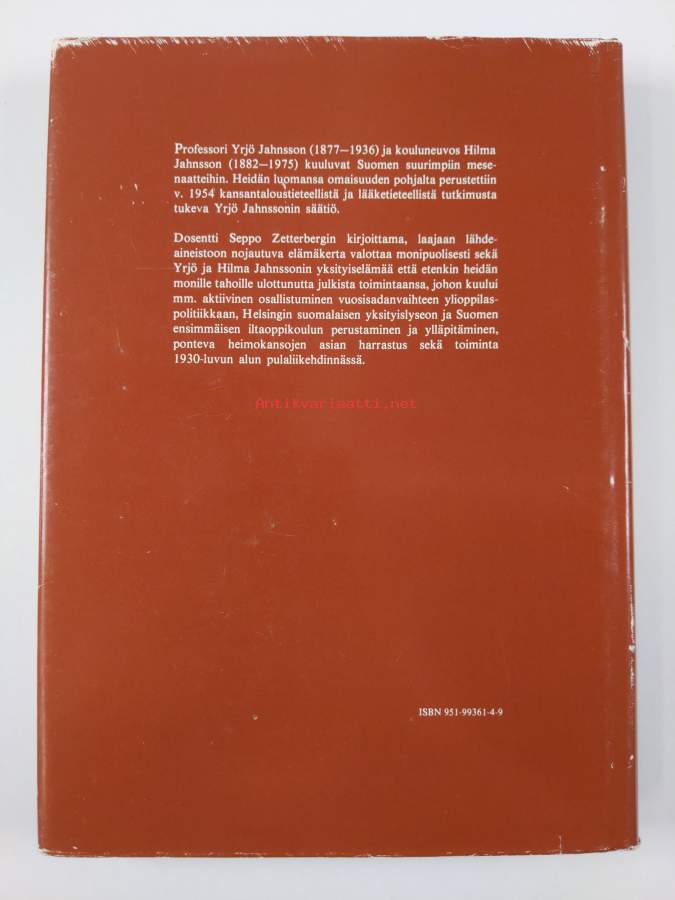 Professori Yrjö Jahnsson (1877—1936) ja kouluneuvos Hilma
Jahnsson (1882—1975) kuuluvat Suomen suurimpiin mese-
naatteihin. Heidän luomansa omaisuuden pohjalta perustettiin
v. 1954 kansantaloustieteellistä ja lääketieteellistä tutkimusta
tukeva Yrjö Jahnssonin säätiö.
Dosentti Seppo Zetterbergin kirjoittama, laajaan lähde-
aineistoon nojautuva elämäkerta valottaa monipuolisesti sekä
Yrjö ja Hilma Jahnssonin yksityiselämää että etenkin heidän
monille tahoille ulottunutta julkista toimintaansa, johon kuului
mm. aktiivinen osallistuminen vuosisadanvaihteen ylioppilas-
politiikkaan, Helsingin suomalaisen yksityislyseon ja Suomen
ensimmäisen iltaoppikoulun perustaminen ja ylläpitäminen,
ponteva heimokansojen asian harrastus sekä toiminta
1930-luvun alun pulaliikehdinnässä.
Antikvariaatti.net
ISBN 951-99361-4-9